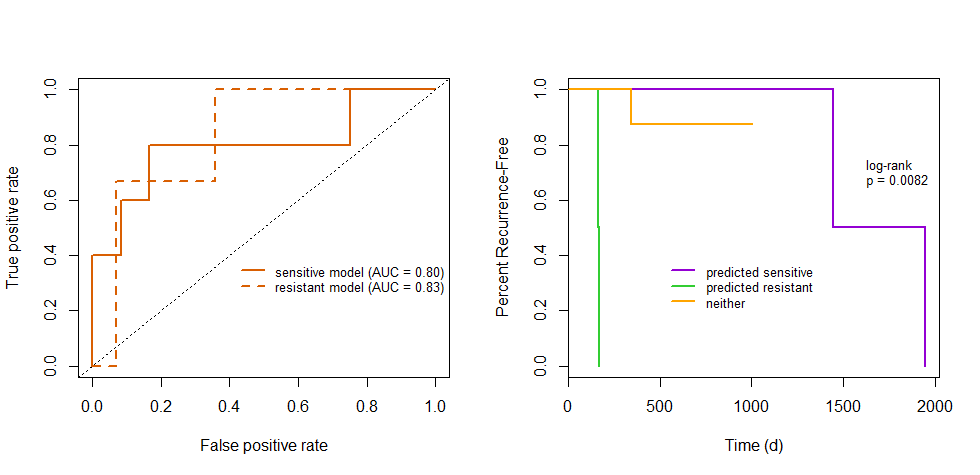 True positive rate
1.0
0.8
0.6
0.4
0.2
0.0
sensitive model (AUC = 0.80)
resistant model (AUC = 0.83)
0.0 0.2 0.4 0.6 0.8 1.0
False positive rate
Percent Recurrence-Free
1.0
0.8
0.6
0.4
0.2
0.0
log-rank
p = 0.0082
predicted sensitive
predicted resistant
neither
0 500 1000 1500 2000
Time (d)